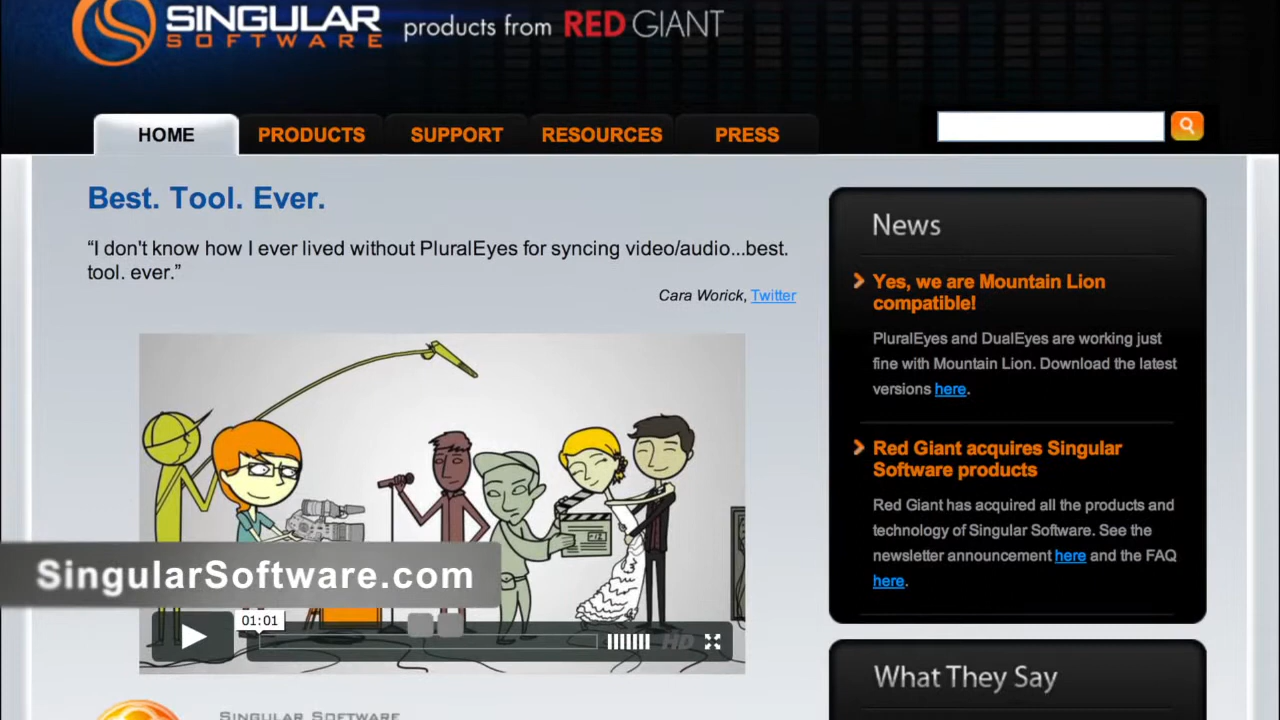 SINGULAR
SOFTWARE
products from RED GIANT
HOME
PRODUCTS
SUPPORT
RESOURCES
PRESS
Best. Tool. Ever.
“I don't know how I ever lived without PluralEyes for syncing video/audio...best.
tool. ever.”
Cara Worick, Twitter
SingularSoftware.com
01:01
HD
SINGULAR SOFTWARE
News
Yes, we are Mountain Lion
compatible!
PluralEyes and DualEyes are working just
fine with Mountain Lion. Download the latest
versions here.
Red Giant acquires Singular
Software products
Red Giant has acquired all the products and
technology of Singular Software. See the
newsletter announcement here and the FAQ
here.
What They Say